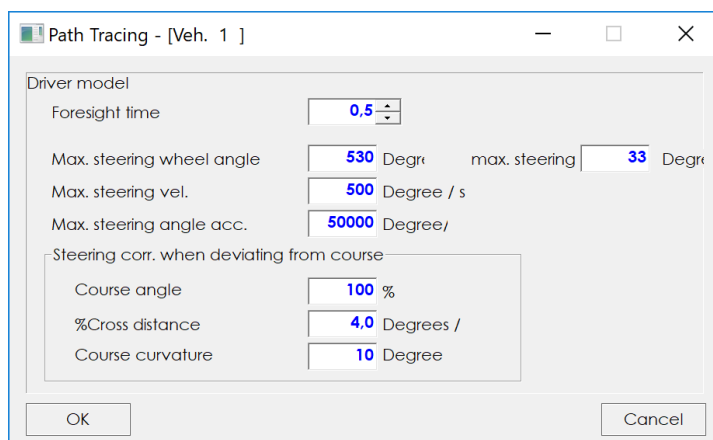 Path Tracing - [Veh. 1 ]
Driver model
Foresight time 0,5
Max. steering wheel angle 530 Degre max. steering 33 Degre
Max. steering vel. 500 Degree / s
Max. steering angle acc. 50000 Degree/
Steering corr. when deviating from course
Course angle 100 %
%Cross distance 4,0 Degrees /
Course curvature 10 Degree
OK Cancel